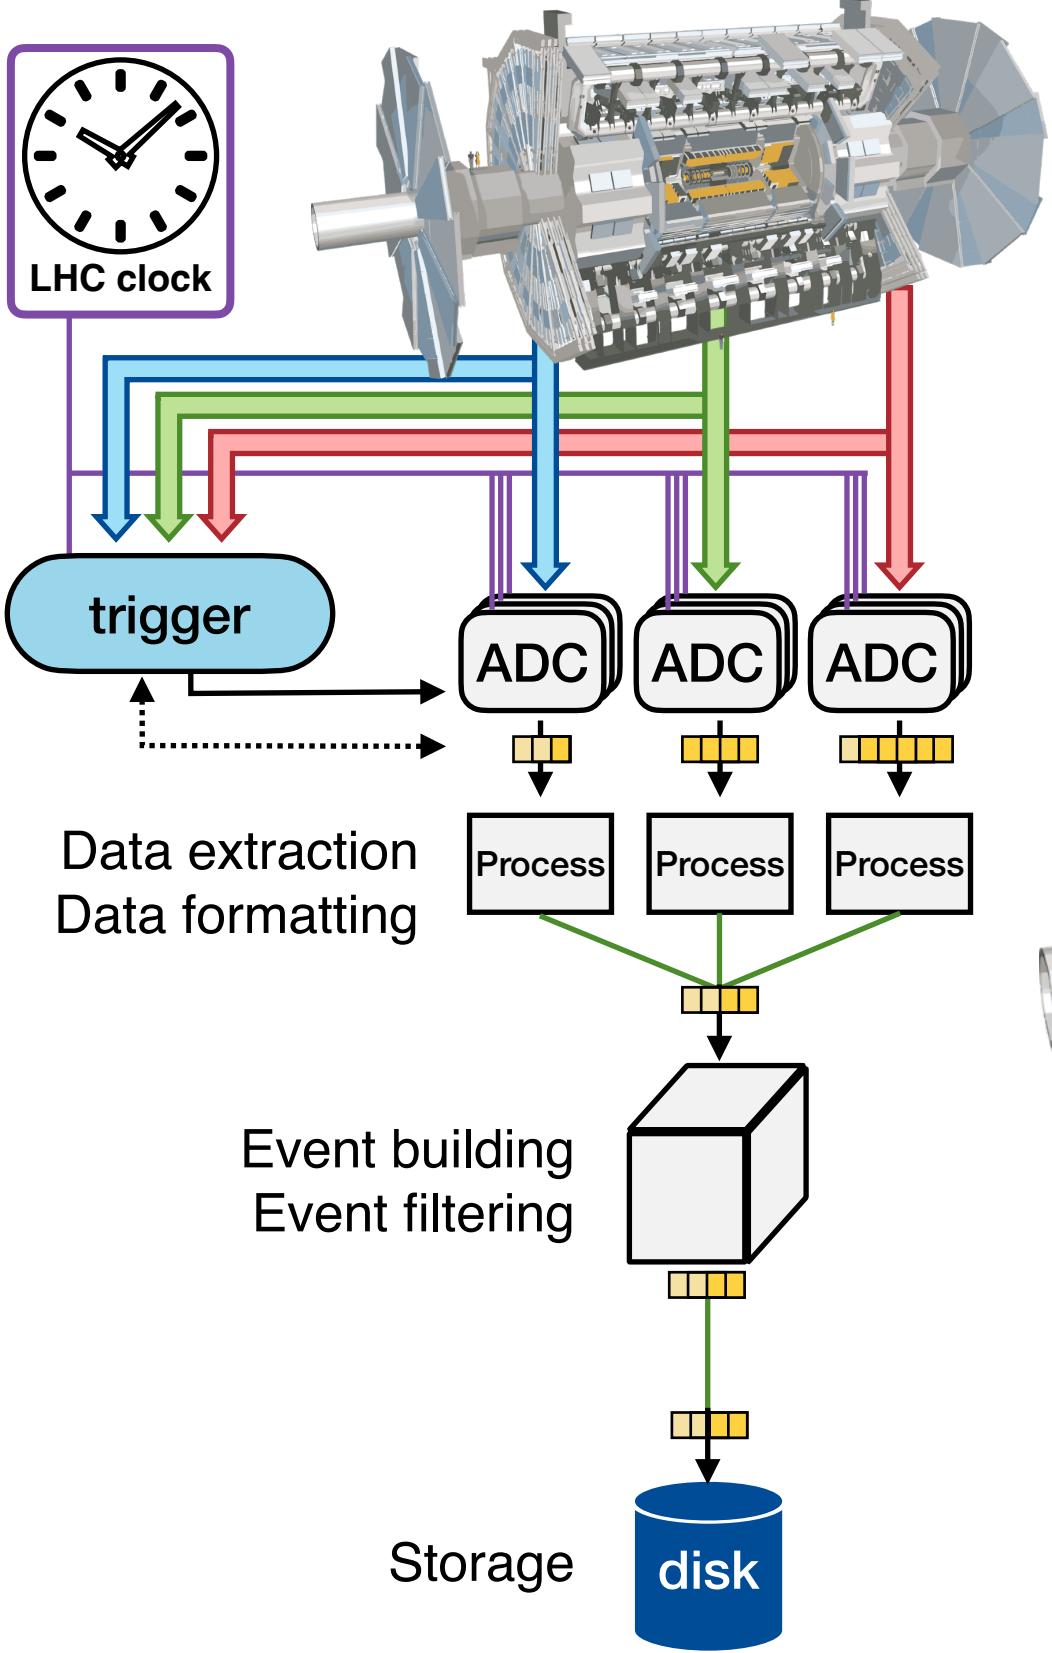 LHC clock
trigger
ADC
ADC
ADC
Data extraction
Data formatting
Process
Process
Process
Event building
Event filtering
Storage
disk